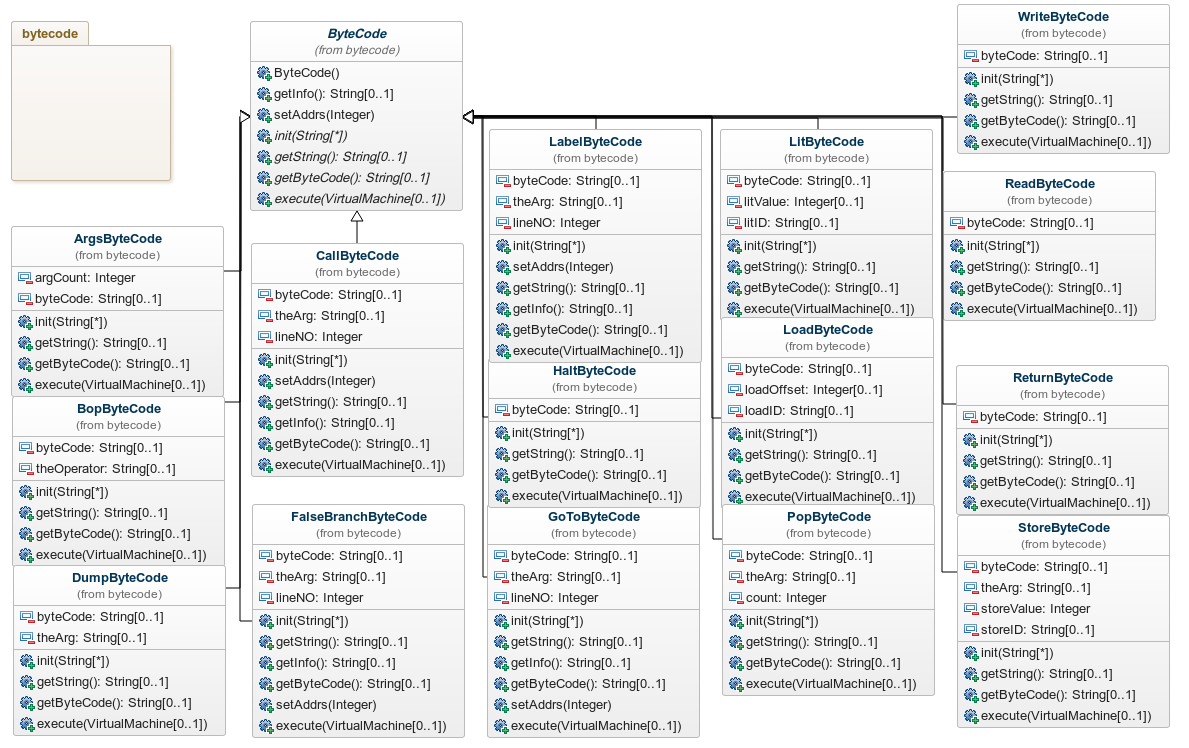 bytecode
ByteCode
(from bytecode)
ByteCode()
getInfo(): String[0..1]
setAddrs(Integer)
init(String[*])
getString(): String[0..1]
getByteCode(): String[0..1]
execute(VirtualMachine[0..1])
WriteByteCode
(from bytecode)
byteCode: String[0..1]
init(String[*])
getString(): String[0..1]
getByteCode(): String[0..1]
execute(VirtualMachine[0..1])
LabelByteCode
(from bytecode)
byteCode: String[0..1]
theArg: String[0..1]
lineNO: Integer
init(String[*])
setAddrs(Integer)
getString(): String[0..1]
getInfo(): String[0..1]
getByteCode(): String[0..1]
execute(VirtualMachine[0..1])
LitByteCode
(from bytecode)
byteCode: String[0..1]
litValue: Integer[0..1]
litID: String[0..1]
init(String[*])
getString(): String[0..1]
getByteCode(): String[0..1]
execute(VirtualMachine[0..1])
ReadByteCode
(from bytecode)
byteCode: String[0..1]
init(String[*])
getString(): String[0..1]
getByteCode(): String[0..1]
execute(VirtualMachine[0..1])
ArgsByteCode
(from bytecode)
argCount: Integer
byteCode: String[0..1]
init(String[*])
getString(): String[0..1]
getByteCode(): String[0..1]
execute(VirtualMachine[0..1])
CallByteCode
(from bytecode)
byteCode: String[0..1]
theArg: String[0..1]
lineNO: Integer
init(String[*])
setAddrs(Integer)
getString(): String[0..1]
getInfo(): String[0..1]
getByteCode(): String[0..1]
execute(VirtualMachine[0..1])
LoadByteCode
(from bytecode)
byteCode: String[0..1]
loadOffset: Integer[0..1]
loadID: String[0..1]
init(String[*])
getString(): String[0..1]
getByteCode(): String[0..1]
execute(VirtualMachine[0..1])
HaltByteCode
(from bytecode)
byteCode: String[0..1]
init(String[*])
getString(): String[0..1]
getByteCode(): String[0..1]
execute(VirtualMachine[0..1])
ReturnByteCode
(from bytecode)
byteCode: String[0..1]
init(String[*])
getString(): String[0..1]
getByteCode(): String[0..1]
execute(VirtualMachine[0..1])
BopByteCode
(from bytecode)
byteCode: String[0..1]
theOperator: String[0..1]
init(String[*])
getString(): String[0..1]
getByteCode(): String[0..1]
execute(VirtualMachine[0..1])
FalseBranchByteCode
(from bytecode)
byteCode: String[0..1]
theArg: String[0..1]
lineNO: Integer
init(String[*])
getString(): String[0..1]
getInfo(): String[0..1]
getByteCode(): String[0..1]
setAddrs(Integer)
execute(VirtualMachine[0..1])
GoToByteCode
(from bytecode)
byteCode: String[0..1]
theArg: String[0..1]
lineNO: Integer
init(String[*])
getString(): String[0..1]
getInfo(): String[0..1]
getByteCode(): String[0..1]
setAddrs(Integer)
execute(VirtualMachine[0..1])
PopByteCode
(from bytecode)
byteCode: String[0..1]
theArg: String[0..1]
count: Integer
init(String[*])
getString(): String[0..1]
getByteCode(): String[0..1]
execute(VirtualMachine[0..1])
StoreByteCode
(from bytecode)
byteCode: String[0..1]
theArg: String[0..1]
storeValue: Integer
storeID: String[0..1]
init(String[*])
getString(): String[0..1]
getByteCode(): String[0..1]
execute(VirtualMachine[0..1])
DumpByteCode
(from bytecode)
byteCode: String[0..1]
theArg: String[0..1]
init(String[*])
getString(): String[0..1]
getByteCode(): String[0..1]
execute(VirtualMachine[0..1])